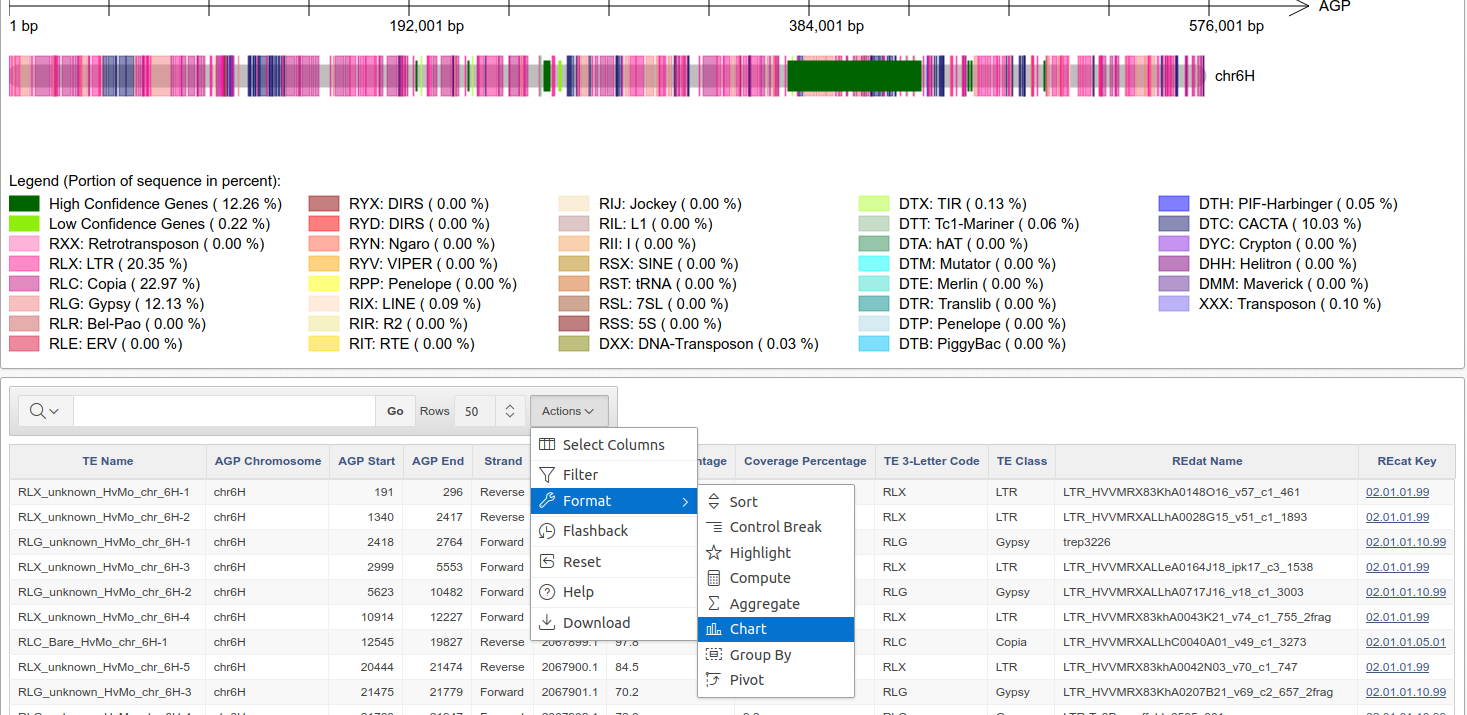 AGP
1 bp 192,001 bp 384,001 bp 576,001 bp
chr6H
Legend (Portion of sequence in percent):
High Confidence Genes ( 12.26 %) RYX: DIRS ( 0.00 %) RIJ: Jockey ( 0.00 %) DTX: TIR ( 0.13 %) DTH: PIF-Harbinger ( 0.05 %)
Low Confidence Genes ( 0.22 %) RYD: DIRS ( 0.00 %) RIL: L1 ( 0.00 %) DTT: Tc1-Mariner ( 0.06 %) DTC: CACTA ( 10.03 %)
RXX: Retrotransposon ( 0.00 %) RYN: Ngaro ( 0.00 %) RII: I ( 0.00 %) DTA: hAT ( 0.00 %) DYC: Crypton ( 0.00 %)
RLX: LTR ( 20.35 %) RYV: VIPER ( 0.00 %) RSX: SINE ( 0.00 %) DTM: Mutator ( 0.00 %) DHH: Helitron ( 0.00 %)
RLC: Copia ( 22.97 %) RPP: Penelope ( 0.00 %) RST: tRNA ( 0.00 %) DTE: Merlin ( 0.00 %) DMM: Maverick ( 0.00 %)
RLG: Gypsy ( 12.13 %) RIX: LINE ( 0.09 %) RSL: 7SL ( 0.00 %) DTR: Translib ( 0.00 %) XXX: Transposon ( 0.10 %)
RLR: Bel-Pao ( 0.00 %) RIR: R2 ( 0.00 %) RSS: 5S ( 0.00 %) DTP: Penelope ( 0.00 %)
RLE: ERV ( 0.00 %) RIT: RTE ( 0.00 %) DXX: DNA-Transposon ( 0.03 %) DTB: PiggyBac ( 0.00 %)
Go Rows 50 Actions
Select Columns
Filter
Format
Flashback
Reset
Help
Download
Sort
Control Break
Highlight
Compute
Aggregate
Chart
Group By
Pivot
TE Name AGP Chromosome AGP Start AGP End Strand ntage Coverage Percentage TE 3-Letter Code TE Class REdat Name REcat Key
RLX_unknown_HvMo_chr_6H-1 chr6H 191 296 Reverse RLX LTR LTR_HVVMRX83KhA0148O16_v57_c1_461 02.01.01.99
RLX_unknown_HvMo_chr_6H-2 chr6H 1340 2417 Reverse RLX LTR LTR_HVVMRXALLhA0028G15_v51_c1_1893 02.01.01.99
RLG_unknown_HvMo_chr_6H-1 chr6H 2418 2764 Forward RLG Gypsy trep3226 02.01.01.10.99
RLX_unknown_HvMo_chr_6H-3 chr6H 2999 5553 Forward RLX LTR LTR_HVVMRXALLeA0164J18_ipk17_c3_1538 02.01.01.99
RLG_unknown_HvMo_chr_6H-2 chr6H 5623 10482 Forward RLG Gypsy LTR_HVVMRXALLhA0717J16_v18_c1_3003 02.01.01.10.99
RLX_unknown_HvMo_chr_6H-4 chr6H 10914 12227 Forward RLX LTR LTR_HVVMRX83khA0043K21_v74_c1_755_2frag 02.01.01.99
RLC_Bare_HvMo_chr_6H-1 chr6H 12545 19827 Reverse 2067899.1 97.8 RLC Copia LTR_HVVMRXALLhC0040A01_v49_c1_3273 02.01.01.05.01
RLX_unknown_HvMo_chr_6H-5 chr6H 20444 21474 Reverse 2067900.1 84.5 RLX LTR LTR_HVVMRX83khA0042N03_v70_c1_747 02.01.01.99
RLG_unknown_HvMo_chr_6H-3 chr6H 21475 21779 Forward 2067901.1 70.2 RLG Gypsy LTR_HVVMRX83KhA0207B21_v69_c2_657_2frag 02.01.01.10.99